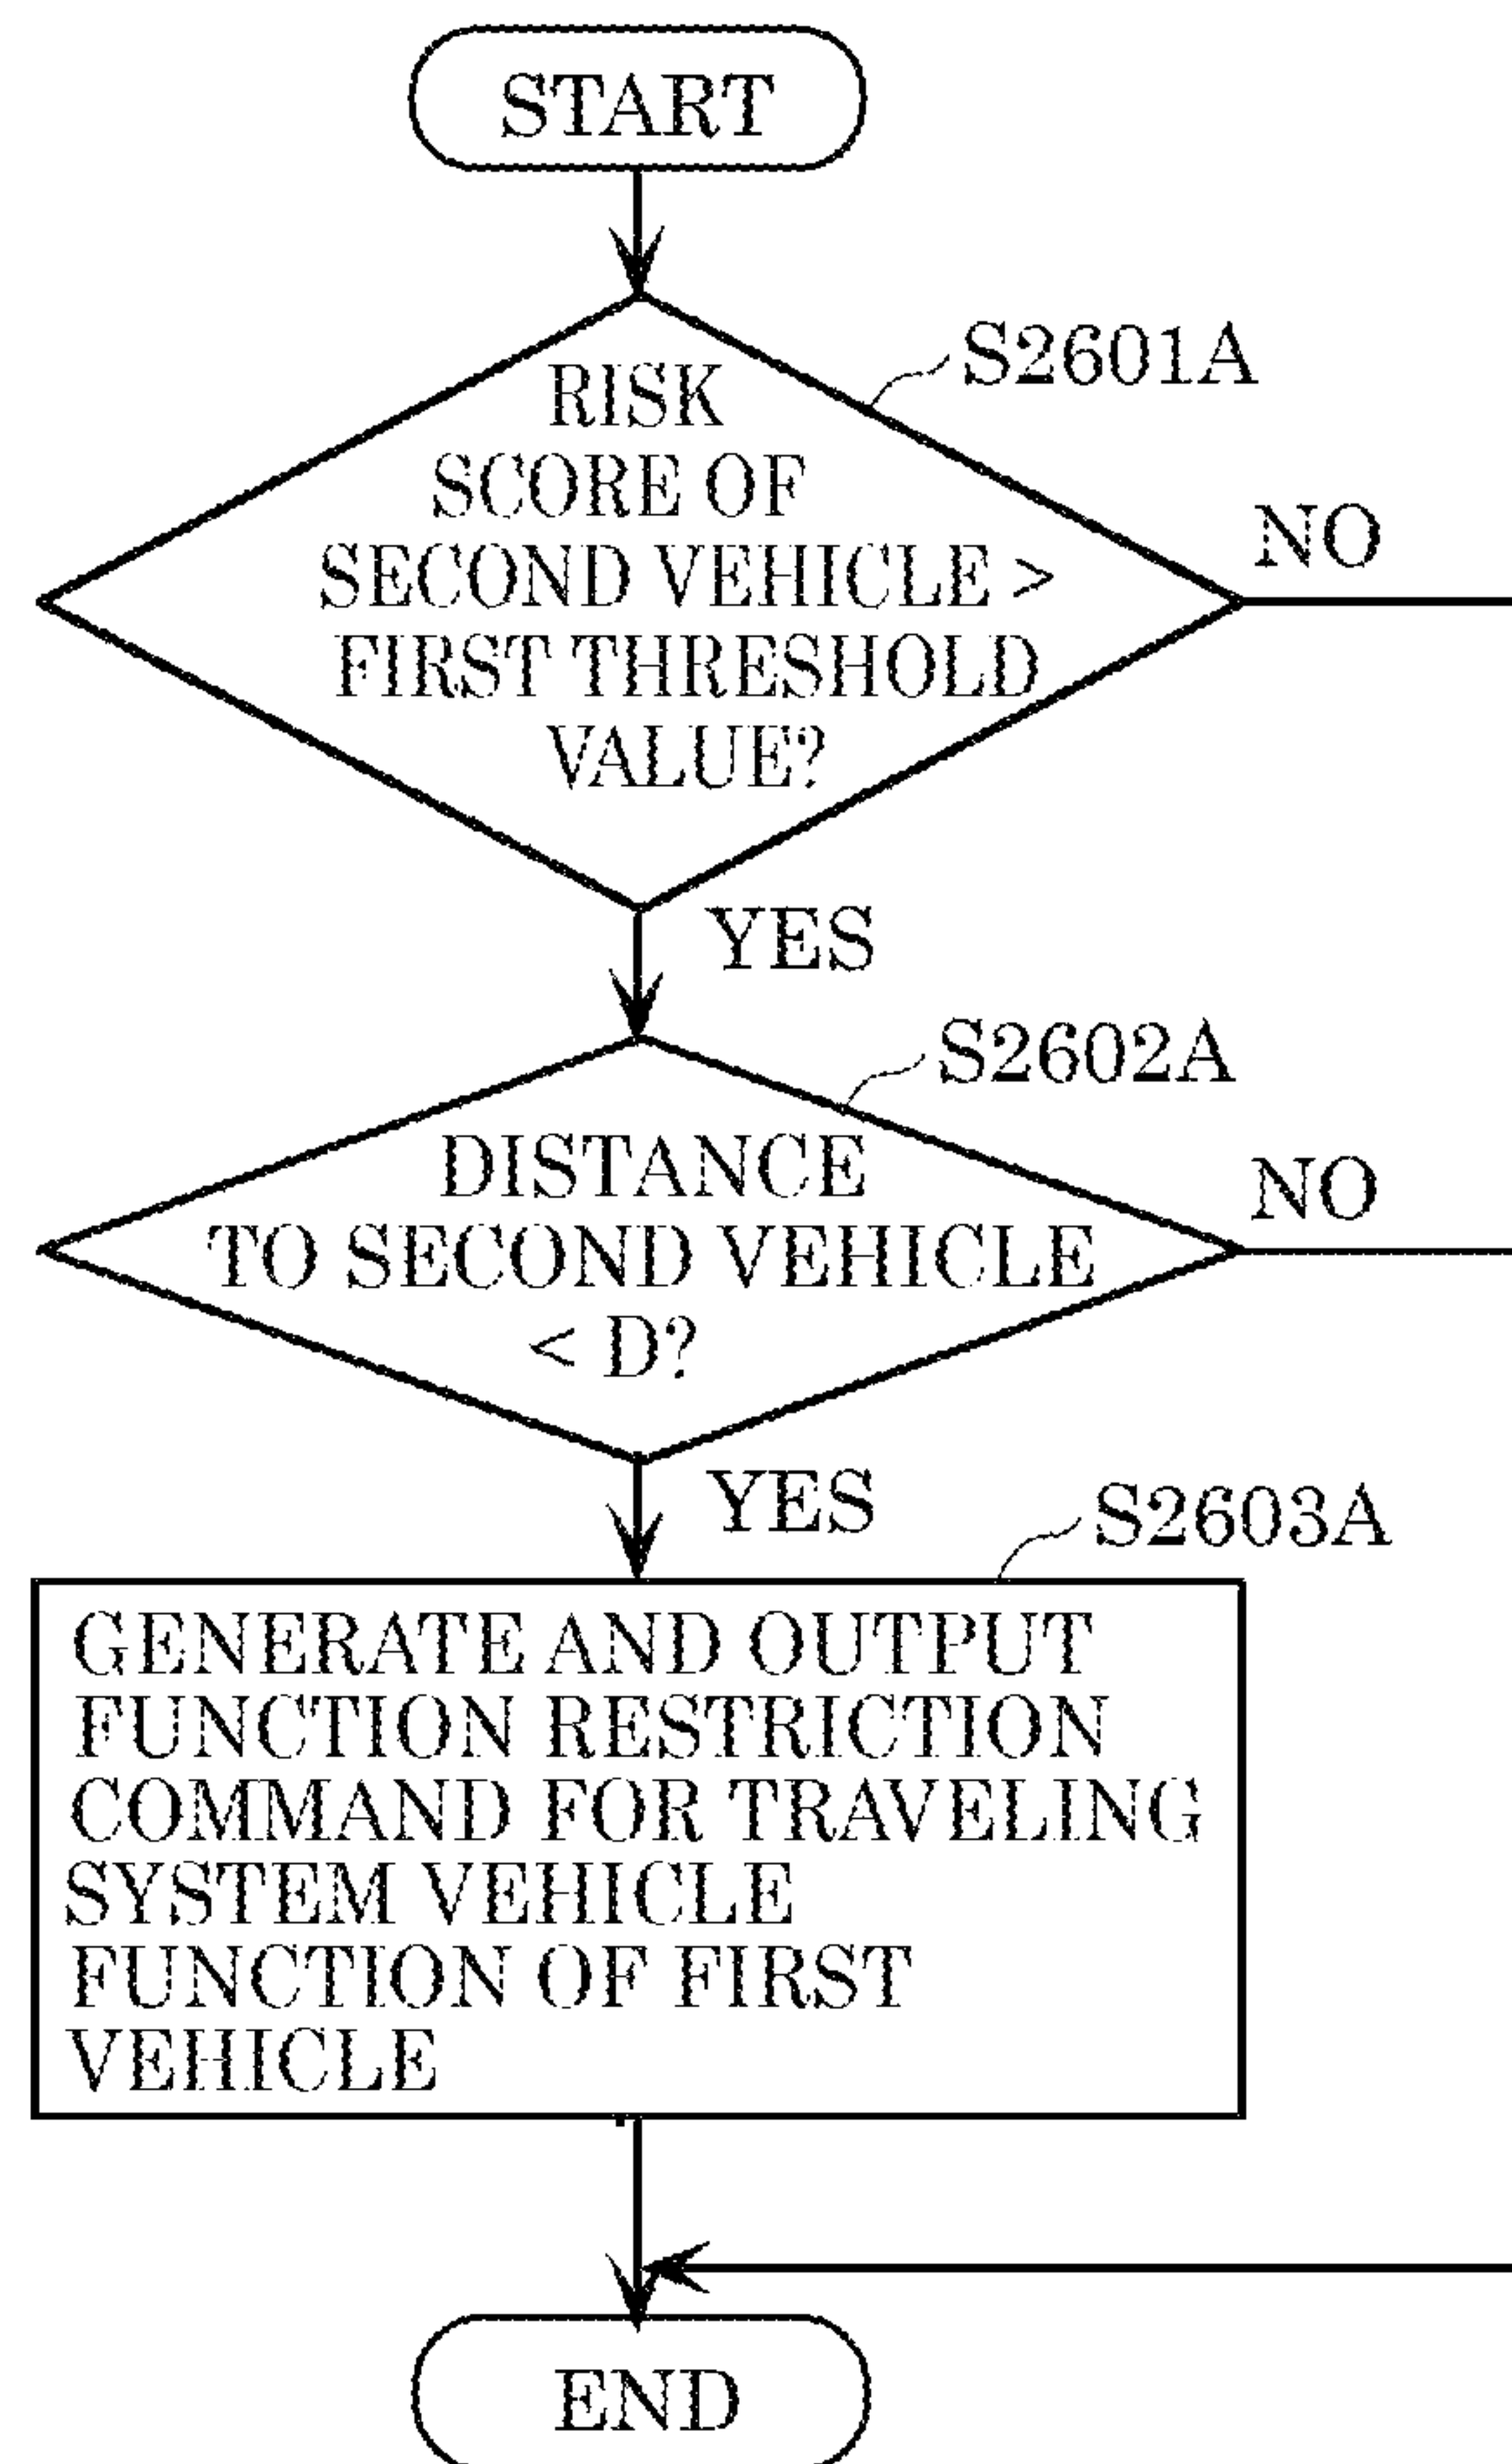 START
S2601A
RISK
SCORE OF
SECOND VEHICLE >
FIRST THRESHOLD
VALUE?
NO
YES
S2602A
DISTANCE
TO SECOND VEHICLE
< D?
NO
YES
S2603A
GENERATE AND OUTPUT
FUNCTION RESTRICTION
COMMAND FOR TRAVELING
SYSTEM VEHICLE
FUNCTION OF FIRST
VEHICLE
END